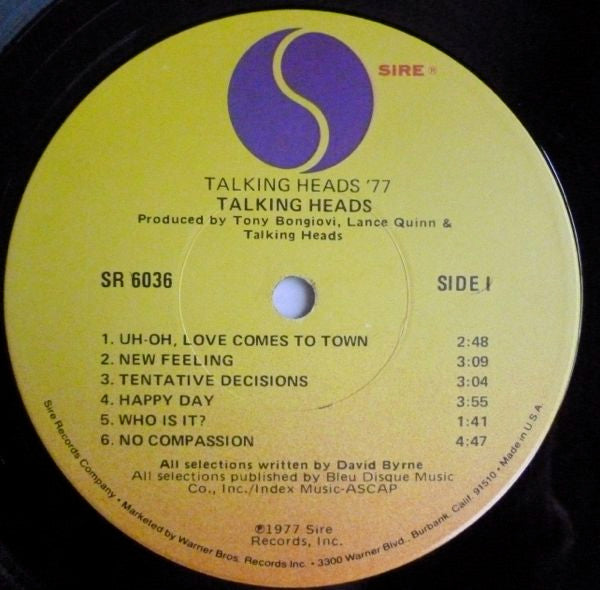 SIRE ®
TALKING HEADS '77
TALKING HEADS
Produced by Tony Bongiovi, Lance Quinn &
Talking Heads
SR 6036
SIDE I
1. UH-OH, LOVE COMES TO TOWN 2:48
2. NEW FEELING 3:09
3. TENTATIVE DECISIONS 3:04
4. HAPPY DAY 3:55
5. WHO IS IT? 1:41
6. NO COMPASSION 4:47
All selections written by David Byrne
All selections published by Bleu Disque Music
Co., Inc./Index Music-ASCAP
℗1977 Sire
Records, Inc.
Sire Records Company • Marketed by Warner Bros. Records Inc. • 3300 Warner Blvd., Burbank, Calif. 91510 • Made in U.S.A.